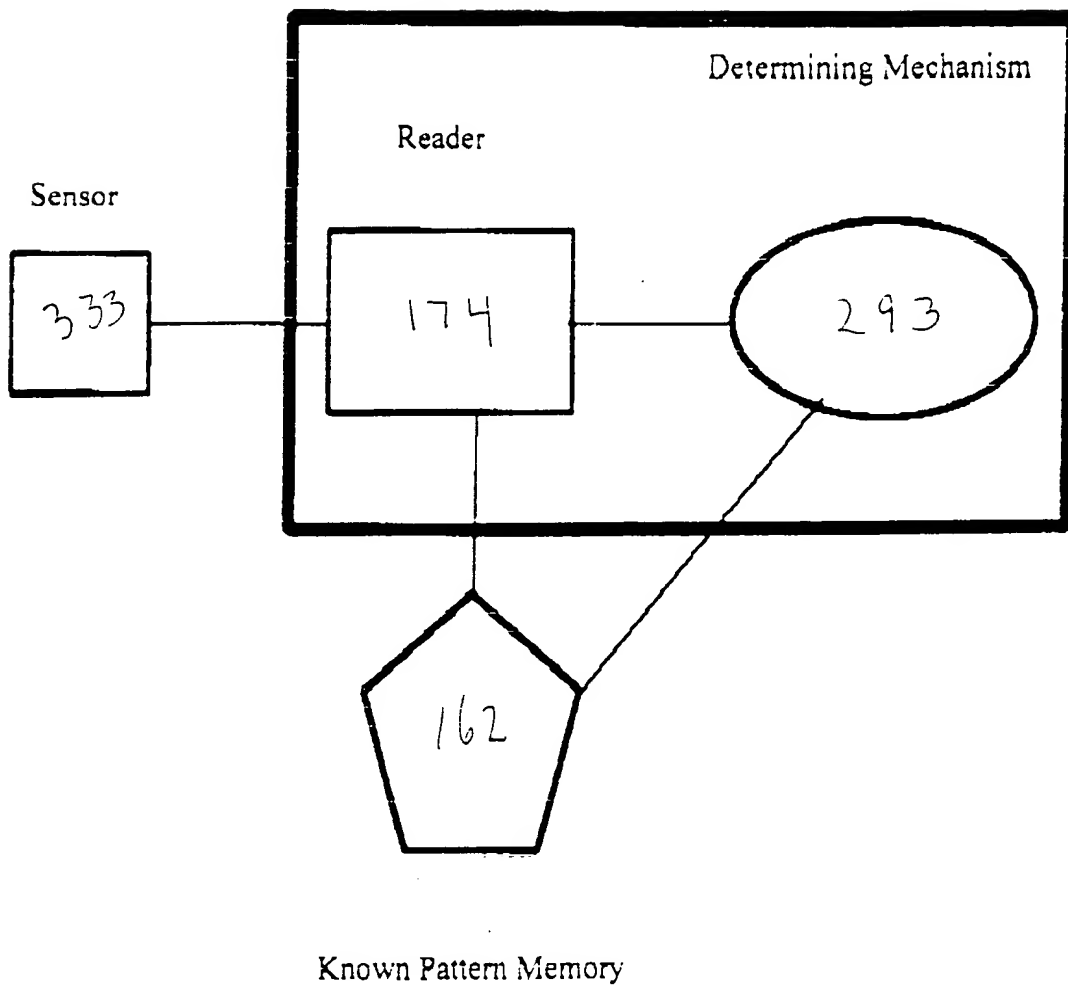 Determining Mechanism
Reader
Sensor
333
174
293
162
Known Pattern Memory